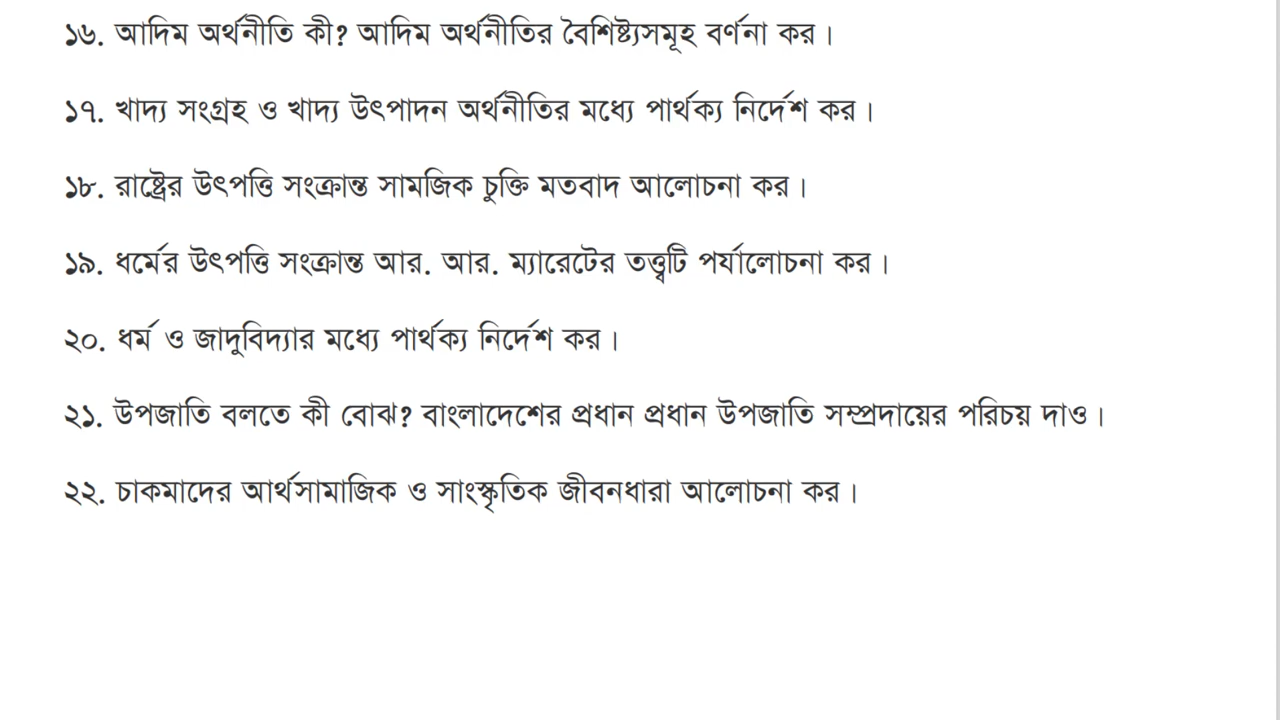 ১৬. আদিম অর্থনীতি কী? আদিম অর্থনীতির বৈশিষ্ট্যসমূহ বর্ণনা কর।
১৭. খাদ্য সংগ্রহ ও খাদ্য উৎপাদন অর্থনীতির মধ্যে পার্থক্য নির্দেশ কর।
১৮. রাষ্ট্রের উৎপত্তি সংক্রান্ত সামজিক চুক্তি মতবাদ আলোচনা কর।
১৯. ধর্মের উৎপত্তি সংক্রান্ত আর. আর. ম্যারেটের তত্ত্বটি পর্যালোচনা কর।
২০. ধর্ম ও জাদুবিদ্যার মধ্যে পার্থক্য নির্দেশ কর।
২১. উপজাতি বলতে কী বোঝ? বাংলাদেশের প্রধান প্রধান উপজাতি সম্প্রদায়ের পরিচয় দাও।
২২. চাকমাদের আর্থসামাজিক ও সাংস্কৃতিক জীবনধারা আলোচনা কর।